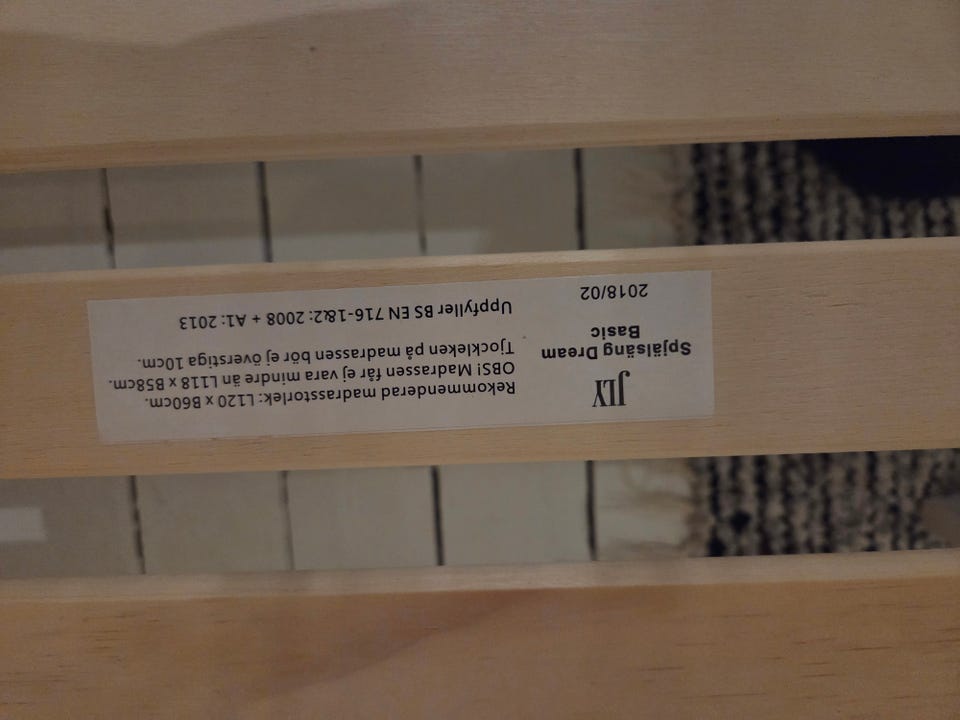 JLY
Spjälsäng Dream
Basic
2018/02
Rekommenderad madrasstorlek: L120 x B60cm.
OBS! Madrassen får ej vara mindre än L118 x B58cm.
Tjockleken på madrassen bör ej överstiga 10cm.
Uppfyller BS EN 716-1&2: 2008 + A1: 2013